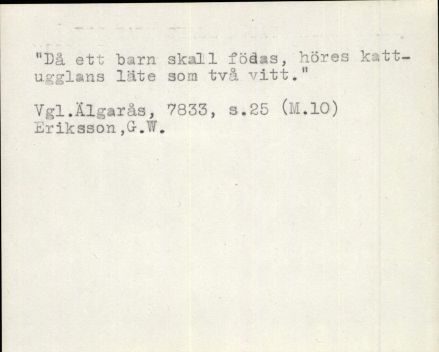 "Då ett barn skall födas, höres katt-
ugglans läte som två vitt."
Vgl.Älgarås, 7833, s.25 (M.10)
Eriksson,G.W.